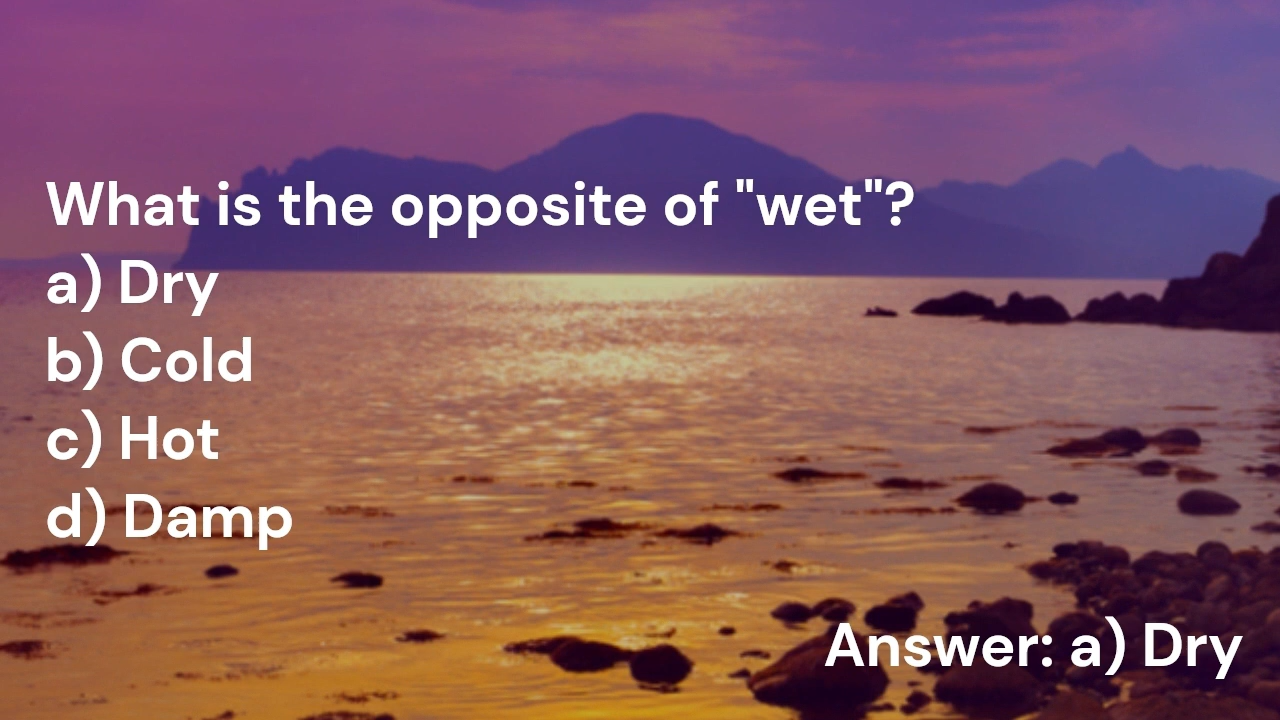 What is the opposite of "wet"?
a) Dry
b) Cold
c) Hot
d) Damp
Answer: a) Dry